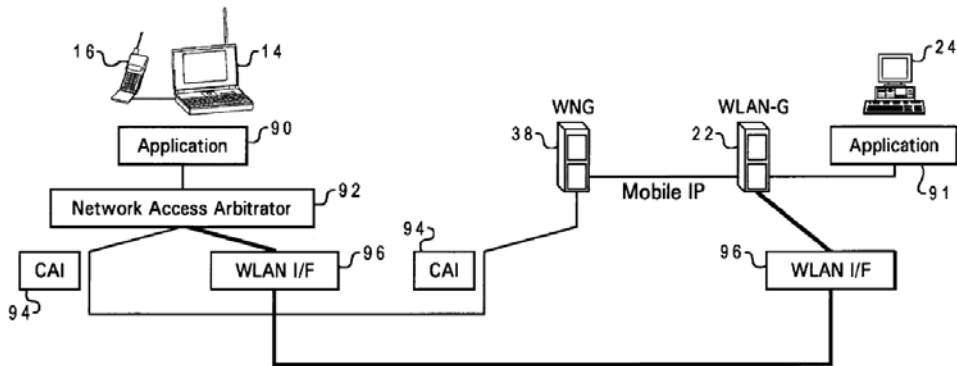 16
14
24
WNG
WLAN-G
90
38
22
Application
Application
92
Mobile IP
91
Network Access Arbitrator
94
96
96
CAI
WLAN I/F
CAI
WLAN I/F
94